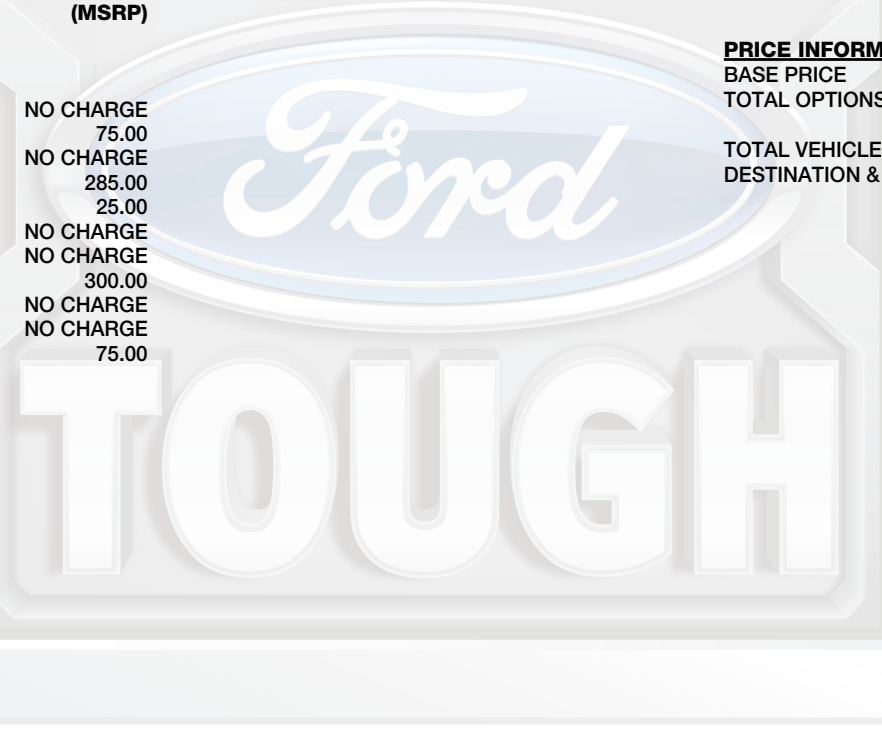 (MSRP)
NO CHARGE
75.00
NO CHARGE
285.00
25.00
NO CHARGE
NO CHARGE
300.00
NO CHARGE
NO CHARGE
75.00
PRICE INFORM
BASE PRICE
TOTAL OPTIONS
TOTAL VEHICLE
DESTINATION &
Ford
TOUGH